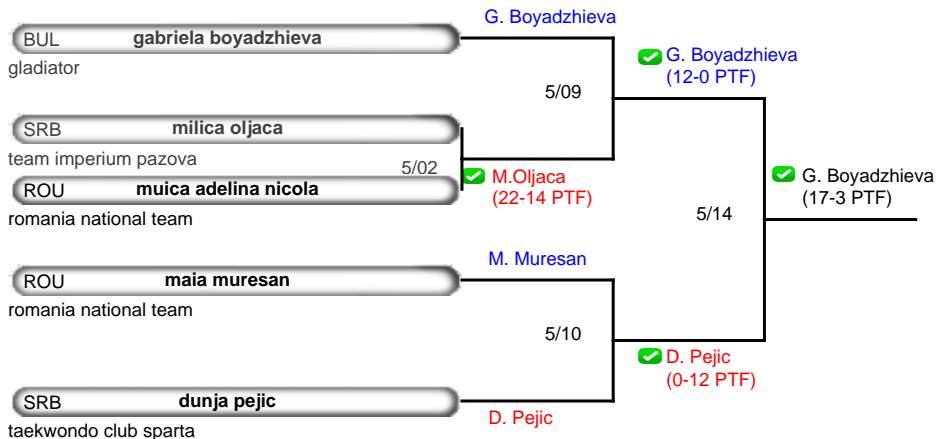 G. Boyadzhieva
BUL gabriela boyadzhieva
gladiator
G. Boyadzhieva
(12-0 PTF)
5/09
SRB milica oljaca
team imperium pazova
5/02
M.Oljaca
(22-14 PTF)
ROU muica adelina nicola
romania national team
G. Boyadzhieva
(17-3 PTF)
5/14
M. Muresan
ROU maia muresan
romania national team
5/10
D. Pejic
(0-12 PTF)
SRB dunja pejic
taekwondo club sparta
D. Pejic